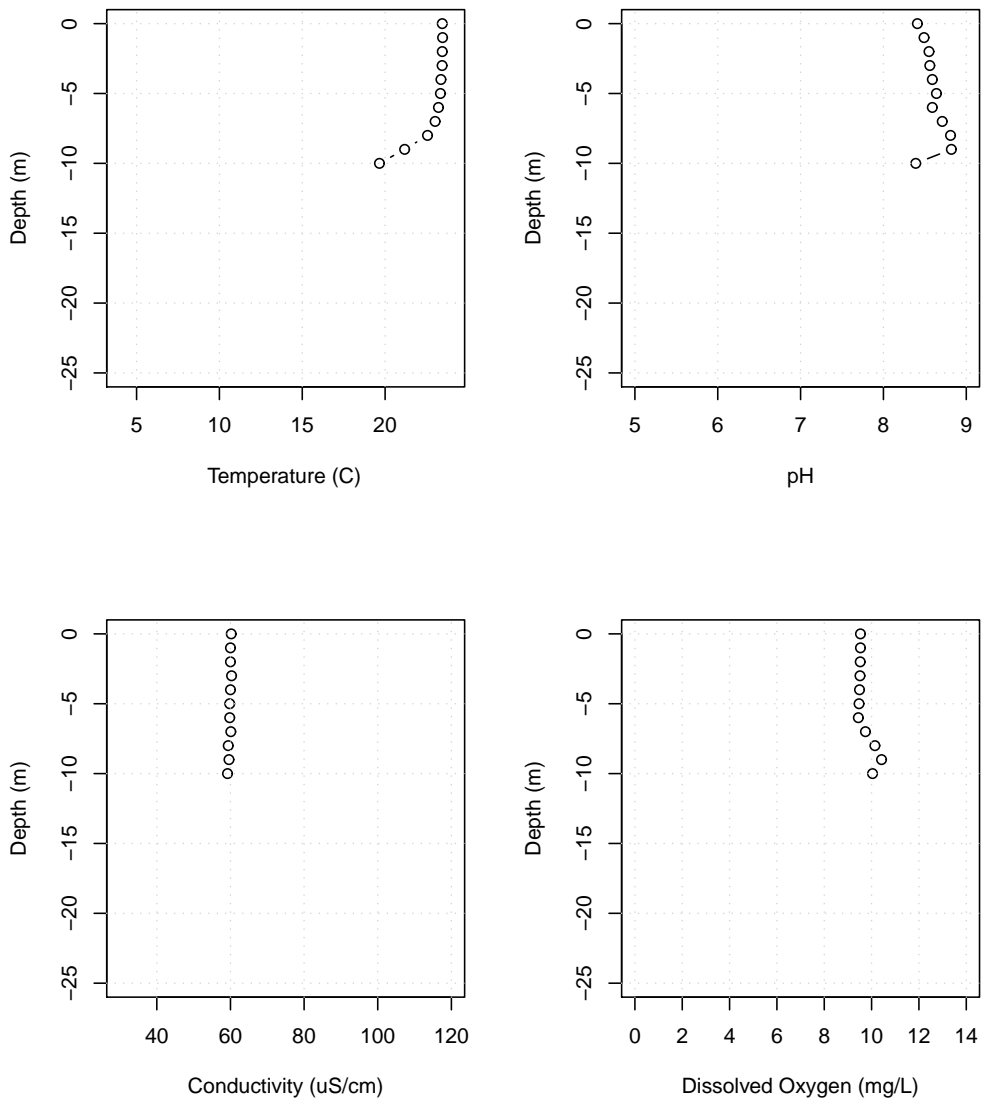 0
−5
−10
−15
−20
−25
Depth (m)
5 10 15 20
Temperature (C)
0
−5
−10
−15
−20
−25
Depth (m)
5 6 7 8 9
pH
0
−5
−10
−15
−20
−25
Depth (m)
40 60 80 100 120
Conductivity (uS/cm)
0
−5
−10
−15
−20
−25
Depth (m)
0 2 4 6 8 10 12 14
Dissolved Oxygen (mg/L)